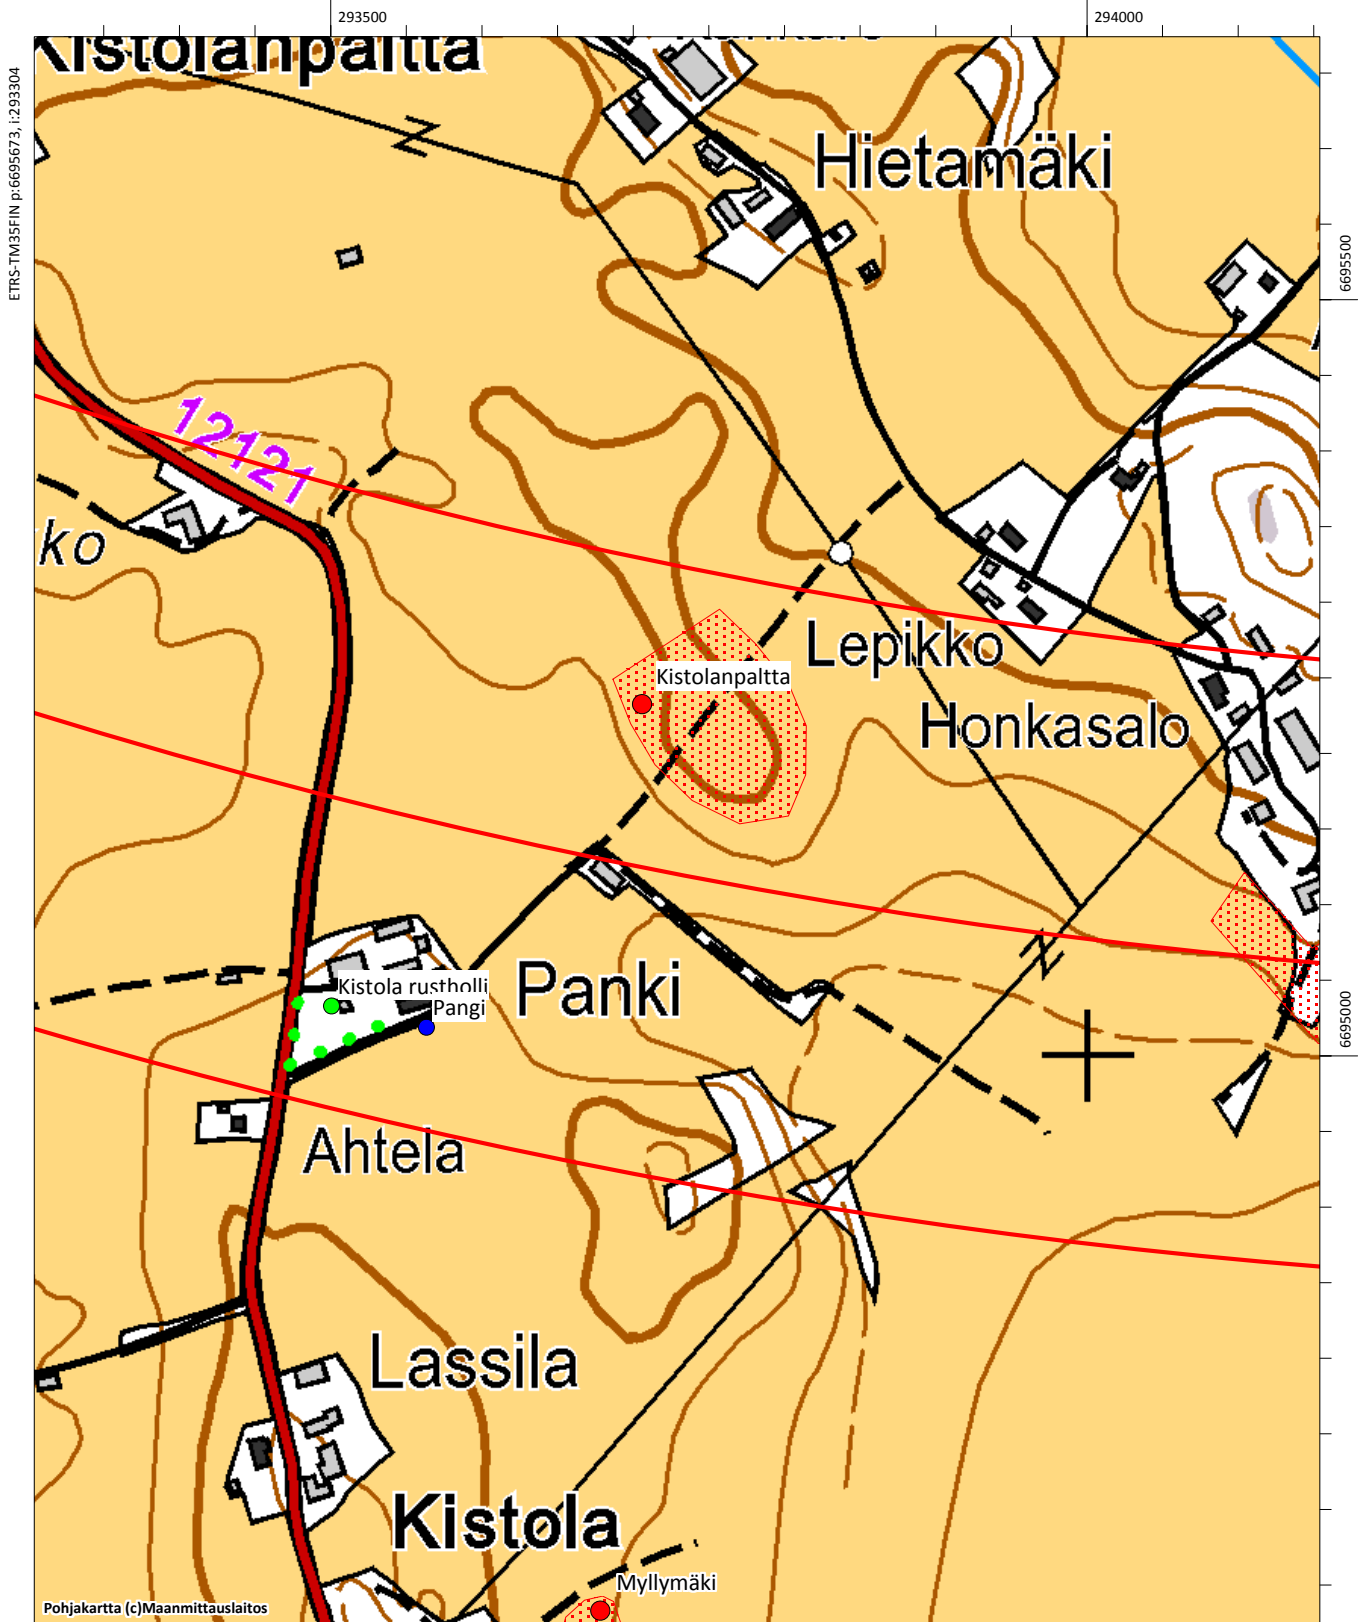 293500
294000
ETRS-TM35FIN p:6695673, i:293304
Kistolanpaltta
Hietamäki
6695500
12121
ko
Lepikko
Kistolanpaltta
Honkasalo
Panki
Kistola rustholli
Pangi
6695000
Ahtela
Lassila
Kistola
Myllymäki
Pohjakartta (c)Maanmittauslaitos